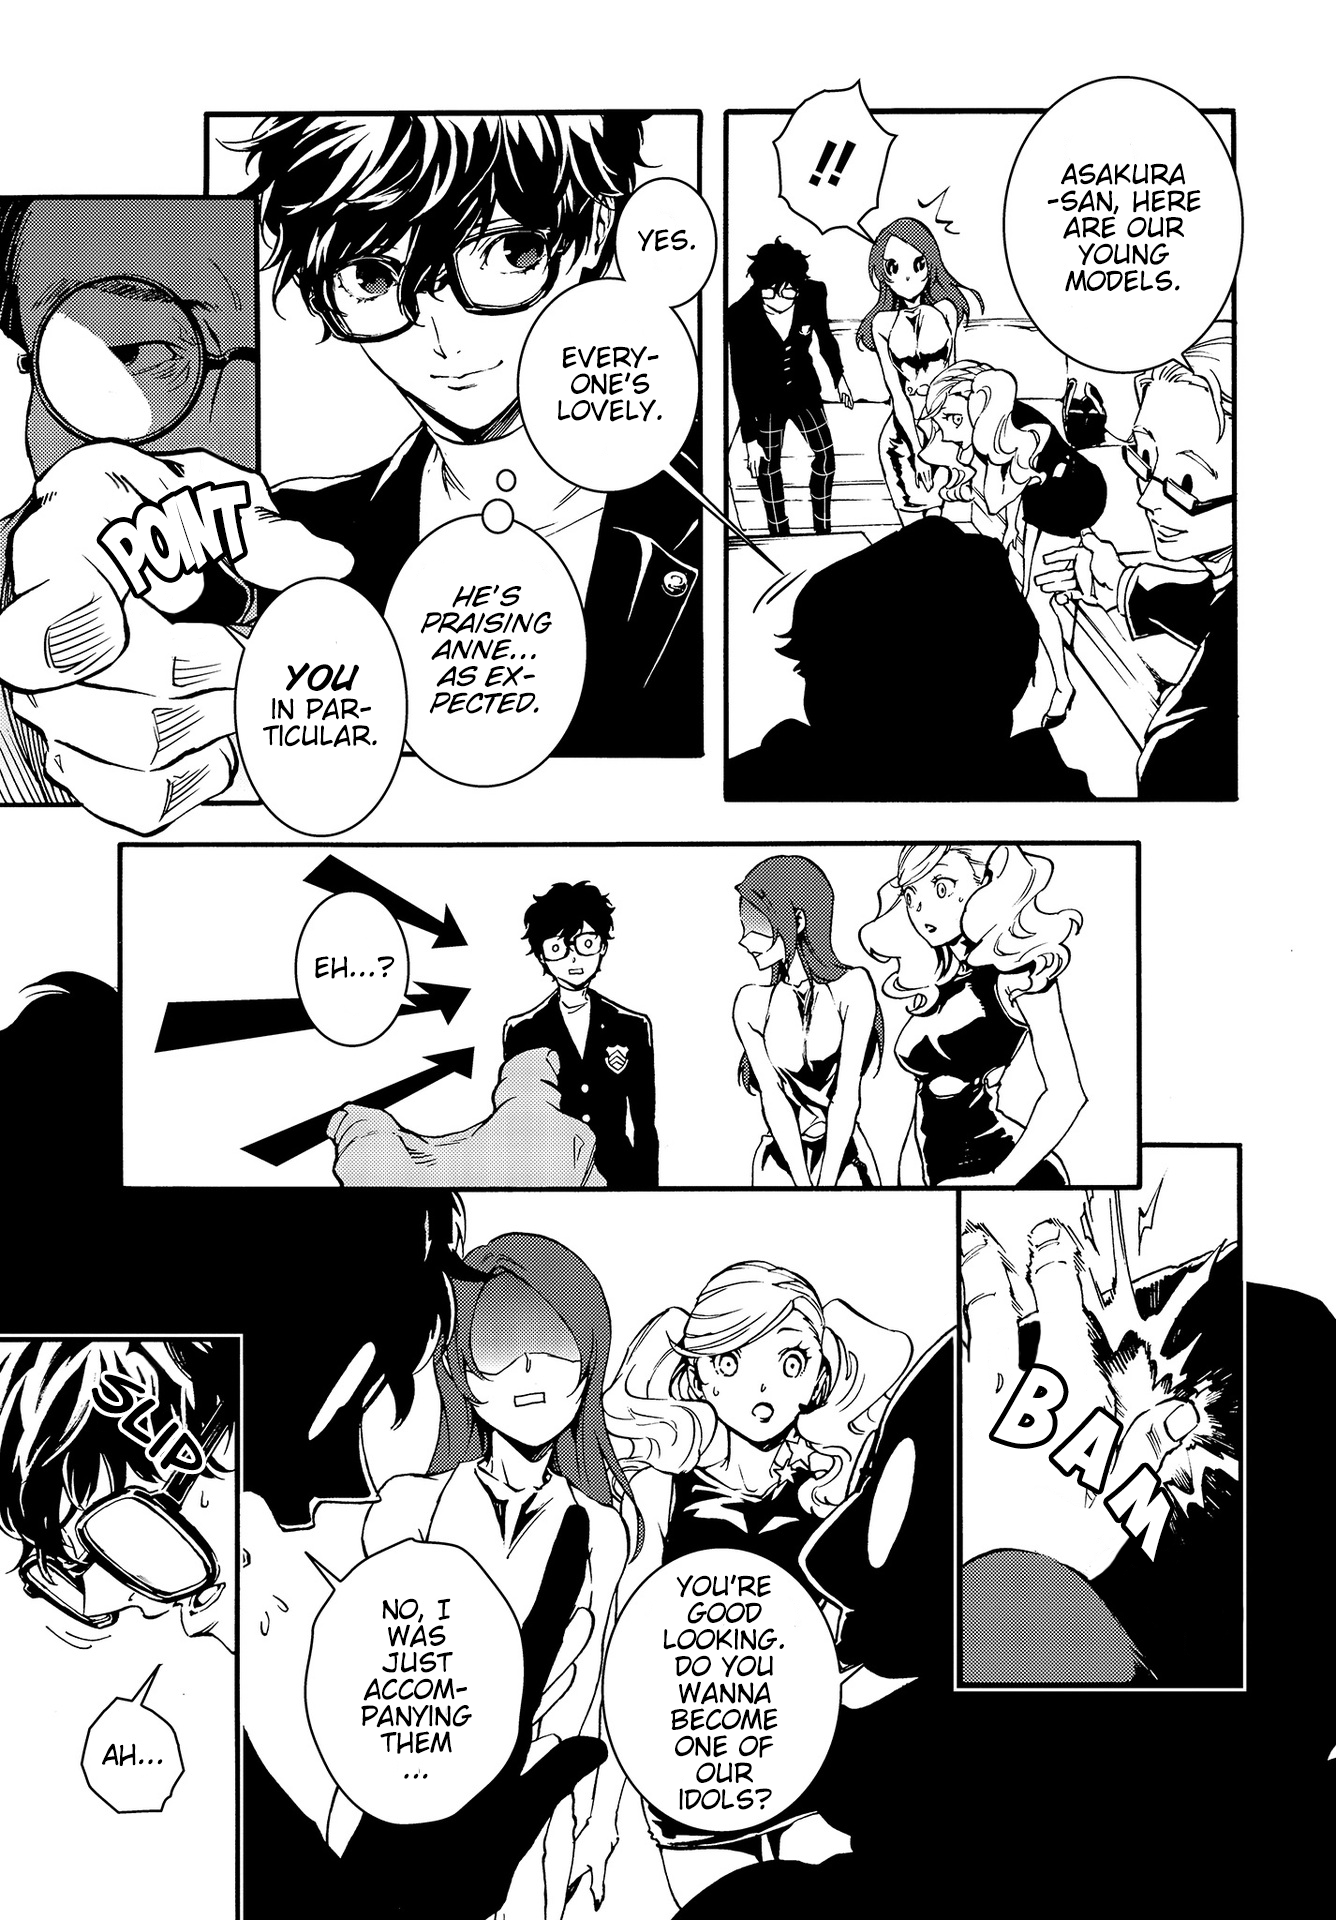 ASAKURA
-SAN, HERE
ARE OUR
YOUNG
MODELS.
!!
YES.
EVERY-
ONE'S
LOVELY.
HE'S
PRAISING
ANNE...
AS EX-
PECTED.
POINT
YOU
IN PAR-
TICULAR.
EH...?
BAM
YOU'RE
GOOD
LOOKING.
DO YOU
WANNA
BECOME
ONE OF
OUR
IDOLS?
NO, I
WAS
JUST
ACCOM-
PANYING
THEM
...
SLIP
AH...